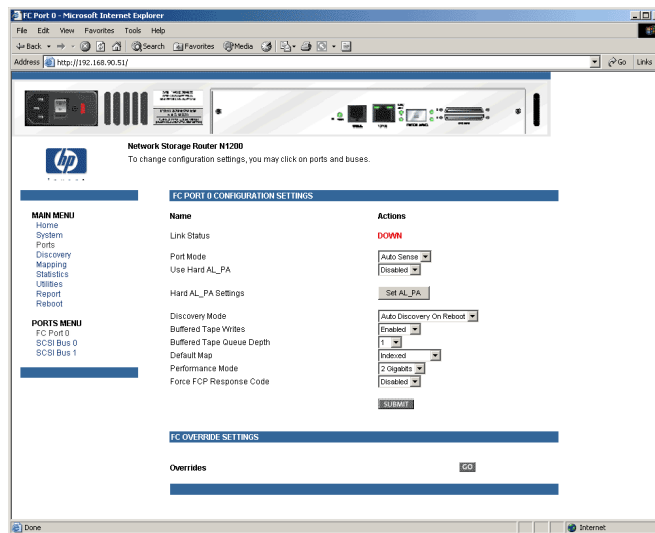 FC Port 0 - Microsoft Internet Explorer
File Edit View Favorites Tools Help
Back Search Favorites Media
Address http://192.168.90.51/ Go Links
hp
i n v e n t
Network Storage Router N1200
To change configuration settings, you may click on ports and buses.
FC PORT 0 CONFIGURATION SETTINGS
MAIN MENU
Home
System
Ports
Discovery
Mapping
Statistics
Utilities
Report
Reboot
PORTS MENU
FC Port 0
SCSI Bus 0
SCSI Bus 1
Name Actions
Link Status DOWN
Port Mode Auto Sense
Use Hard AL_PA Disabled
Hard AL_PA Settings Set AL_PA
Discovery Mode Auto Discovery On Reboot
Buffered Tape Writes Enabled
Buffered Tape Queue Depth 1
Default Map Indexed
Performance Mode 2 Gigabits
Force FCP Response Code Disabled
SUBMIT
FC OVERRIDE SETTINGS
Overrides GO
Done Internet